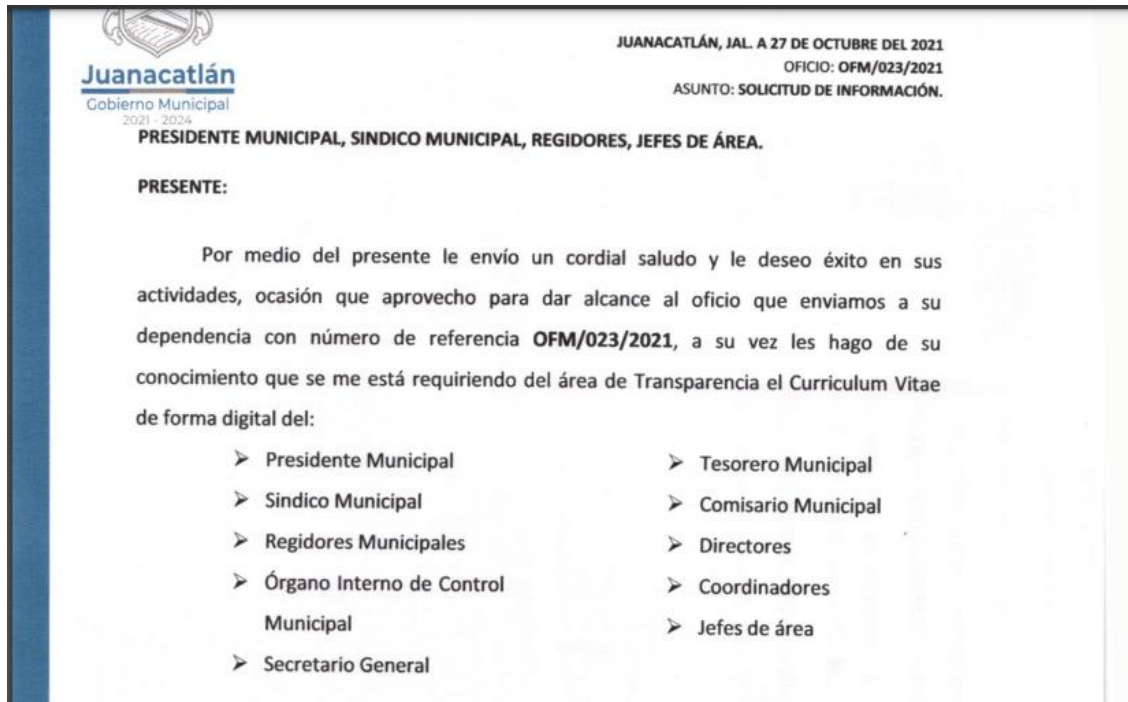 Juanacatlán
Gobierno Municipal
2021 - 2024
JUANACATLÁN, JAL. A 27 DE OCTUBRE DEL 2021
OFICIO: OFM/023/2021
ASUNTO: SOLICITUD DE INFORMACIÓN.
PRESIDENTE MUNICIPAL, SINDICO MUNICIPAL, REGIDORES, JEFES DE ÁREA.
PRESENTE:
Por medio del presente le envío un cordial saludo y le deseo éxito en sus
actividades, ocasión que aprovecho para dar alcance al oficio que enviamos a su
dependencia con número de referencia OFM/023/2021, a su vez les hago de su
conocimiento que se me está requiriendo del área de Transparencia el Curriculum Vitae
de forma digital del:
➤ Presidente Municipal
➤ Sindico Municipal
➤ Regidores Municipales
➤ Órgano Interno de Control
Municipal
➤ Secretario General
➤ Tesorero Municipal
➤ Comisario Municipal
➤ Directores
➤ Coordinadores
➤ Jefes de área